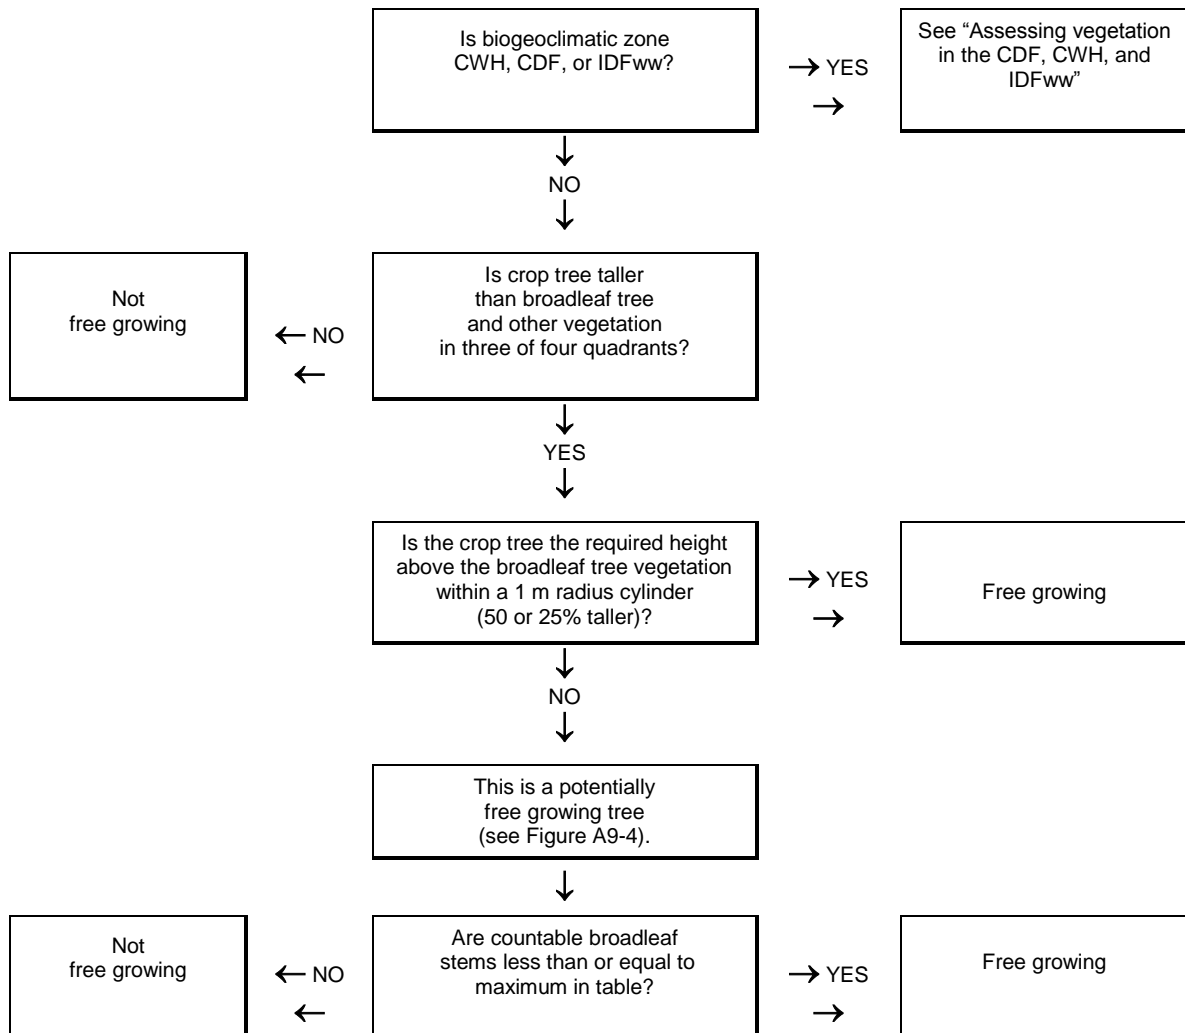 Is biogeoclimatic zone
CWH, CDF, or IDFww?
→ YES
→
See “Assessing vegetation
in the CDF, CWH, and
IDFww”
↓
NO
↓
Not
free growing
← NO
←
Is crop tree taller
than broadleaf tree
and other vegetation
in three of four quadrants?
↓
YES
↓
Is the crop tree the required height
above the broadleaf tree vegetation
within a 1 m radius cylinder
(50 or 25% taller)?
→ YES
→
Free growing
↓
NO
↓
This is a potentially
free growing tree
(see Figure A9-4).
↓
Not
free growing
← NO
←
Are countable broadleaf
stems less than or equal to
maximum in table?
→ YES
→
Free growing